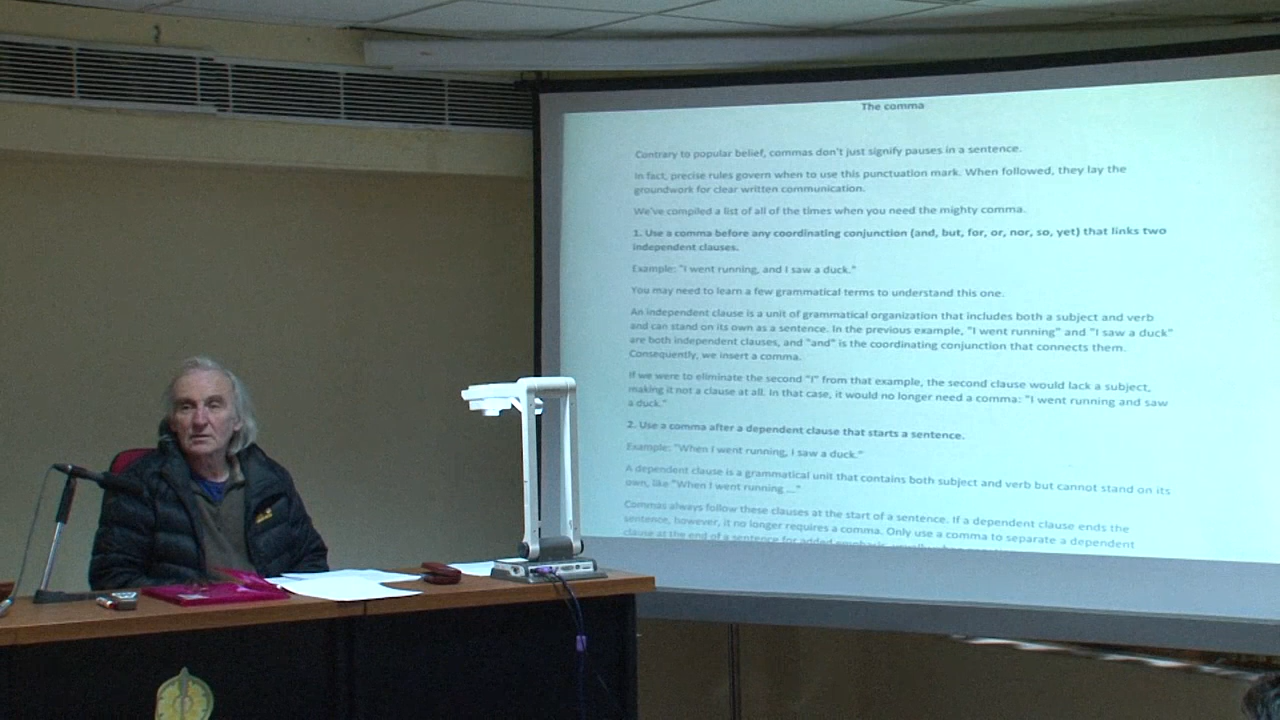 The comma
Contrary to popular belief, commas don't just signify pauses in a sentence.
In fact, precise rules govern when to use this punctuation mark. When followed, they lay the
groundwork for clear written communication.
We've compiled a list of all of the times when you need the mighty comma.
1. Use a comma before any coordinating conjunction (and, but, for, or, nor, so, yet) that links two
independent clauses.
Example: "I went running, and I saw a duck."
You may need to learn a few grammatical terms to understand this one.
An independent clause is a unit of grammatical organization that includes both a subject and verb
and can stand on its own as a sentence. In the previous example, "I went running" and "I saw a duck"
are both independent clauses, and "and" is the coordinating conjunction that connects them.
Consequently, we insert a comma.
If we were to eliminate the second "I" from that example, the second clause would lack a subject,
making it not a clause at all. In that case, it would no longer need a comma: "I went running and saw
a duck."
2. Use a comma after a dependent clause that starts a sentence.
Example: "When I went running, I saw a duck."
A dependent clause is a grammatical unit that contains both subject and verb but cannot stand on its
own, like "When I went running ..."
Commas always follow these clauses at the start of a sentence. If a dependent clause ends the
sentence, however, it no longer requires a comma. Only use a comma to separate a dependent
clause at the end of a sentence for added emphasis, usually